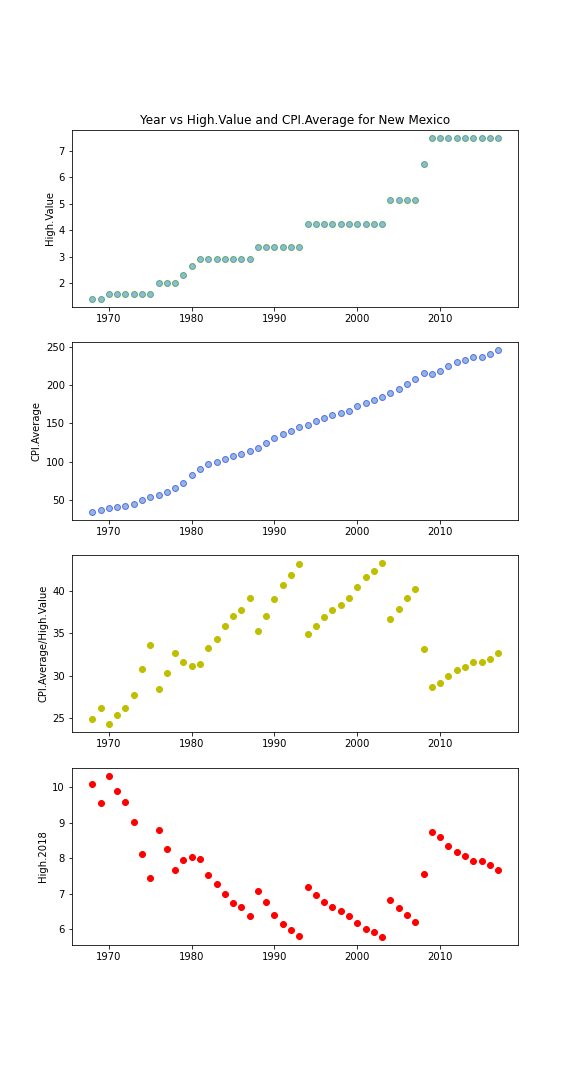 Year vs High.Value and CPI.Average for New Mexico
High.Value
7
6
5
4
3
2
1970 1980 1990 2000 2010
CPI.Average
250
200
150
100
50
1970 1980 1990 2000 2010
CPI.Average/High.Value
40
35
30
25
1970 1980 1990 2000 2010
High.2018
10
9
8
7
6
1970 1980 1990 2000 2010